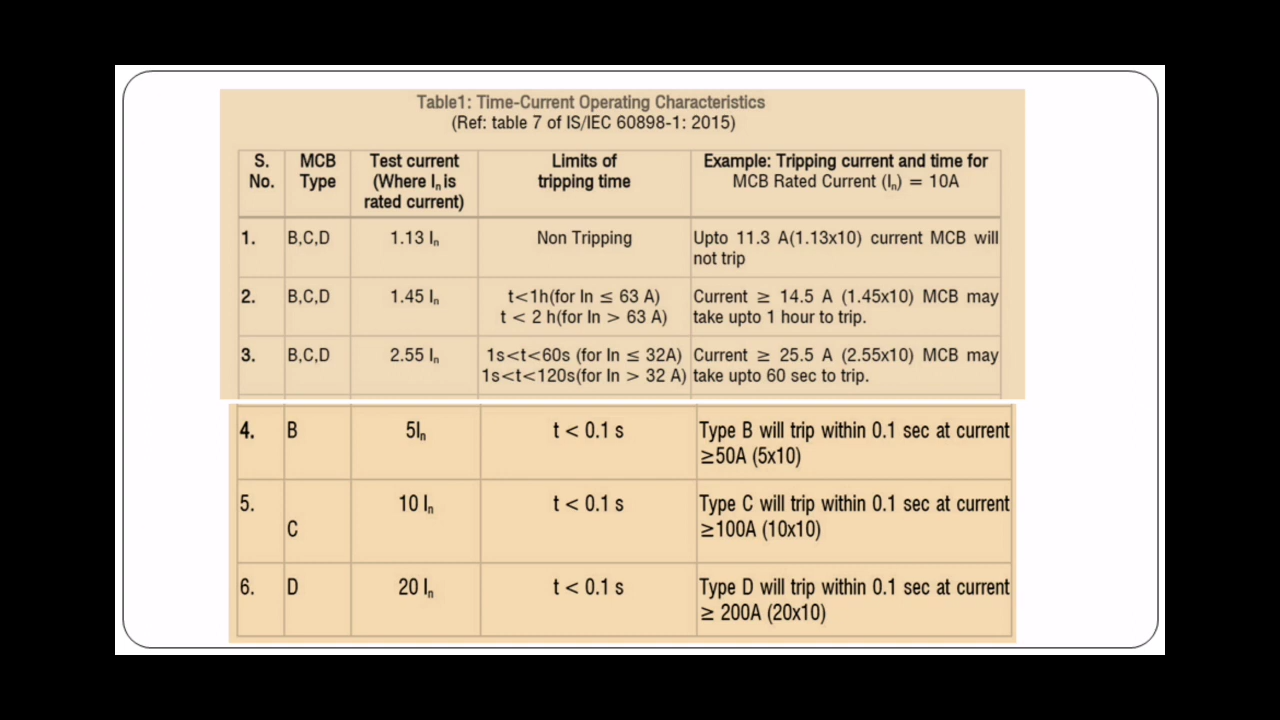 Table1: Time-Current Operating Characteristics
(Ref: table 7 of IS/IEC 60898-1: 2015)
S. No. MCB Type Test current (Where In is rated current) Limits of tripping time Example: Tripping current and time for MCB Rated Current (In) = 10A
1. B,C,D 1.13 In Non Tripping Upto 11.3 A(1.13x10) current MCB will
not trip
2. B,C,D 1.45 In t<1h(for In ≤ 63 A) Current ≥ 14.5 A (1.45x10) MCB may
t < 2 h(for In > 63 A) take upto 1 hour to trip.
3. B,C,D 2.55 In 1s<t<60s (for In ≤ 32A) Current ≥ 25.5 A (2.55x10) MCB may
1s<t<120s(for In > 32 A) take upto 60 sec to trip.
4. B 5In t < 0.1 s Type B will trip within 0.1 sec at current
≥50A (5x10)
5. C 10 In t < 0.1 s Type C will trip within 0.1 sec at current
≥100A (10x10)
6. D 20 In t < 0.1 s Type D will trip within 0.1 sec at current
≥ 200A (20x10)